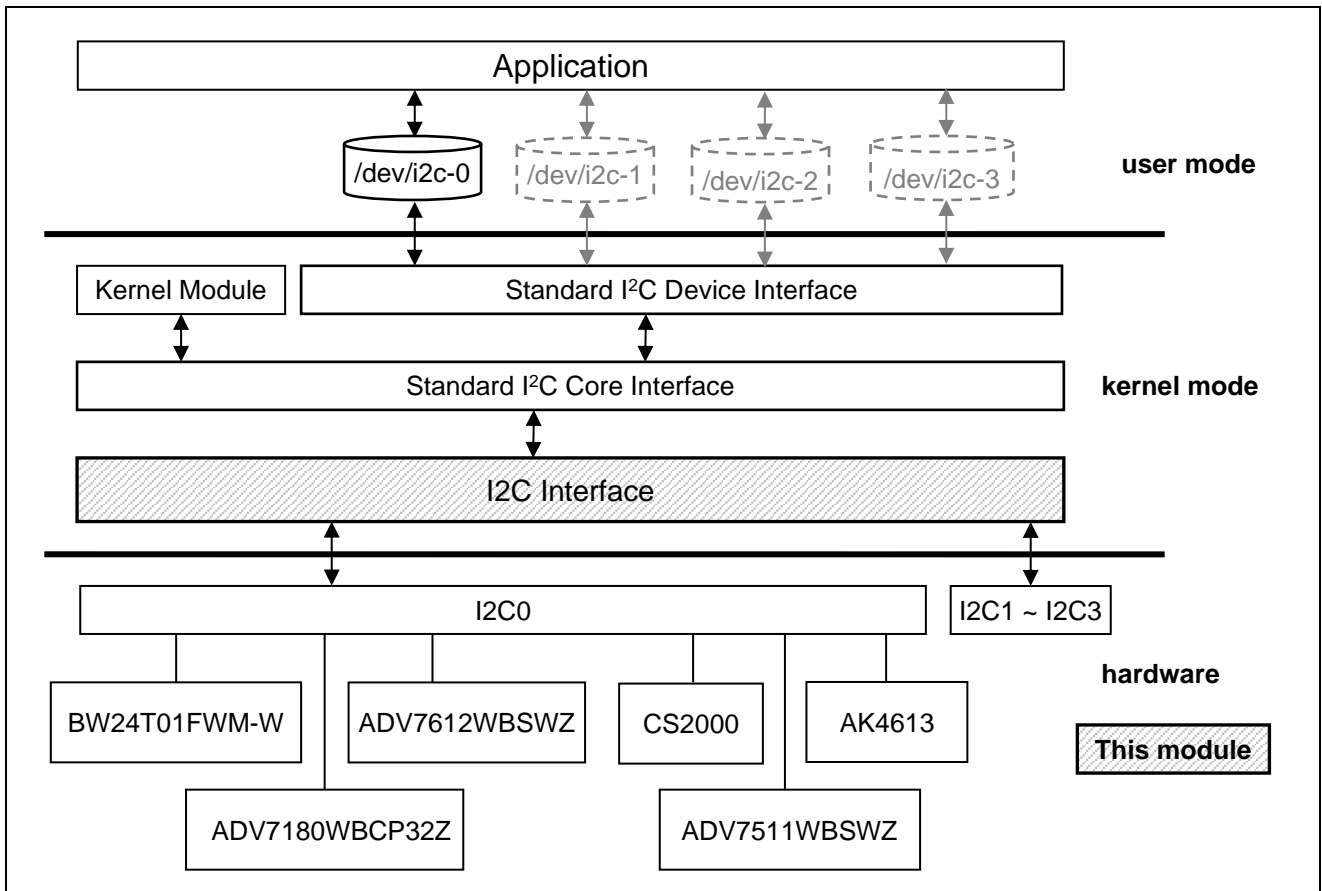 Application
/dev/i2c-0
/dev/i2c-1
/dev/i2c-2
/dev/i2c-3
user mode
Kernel Module
Standard I²C Device Interface
Standard I²C Core Interface
kernel mode
I2C Interface
I2C0
I2C1 ~ I2C3
hardware
BW24T01FWM-W
ADV7612WBSWZ
CS2000
AK4613
This module
ADV7180WBCP32Z
ADV7511WBSWZ